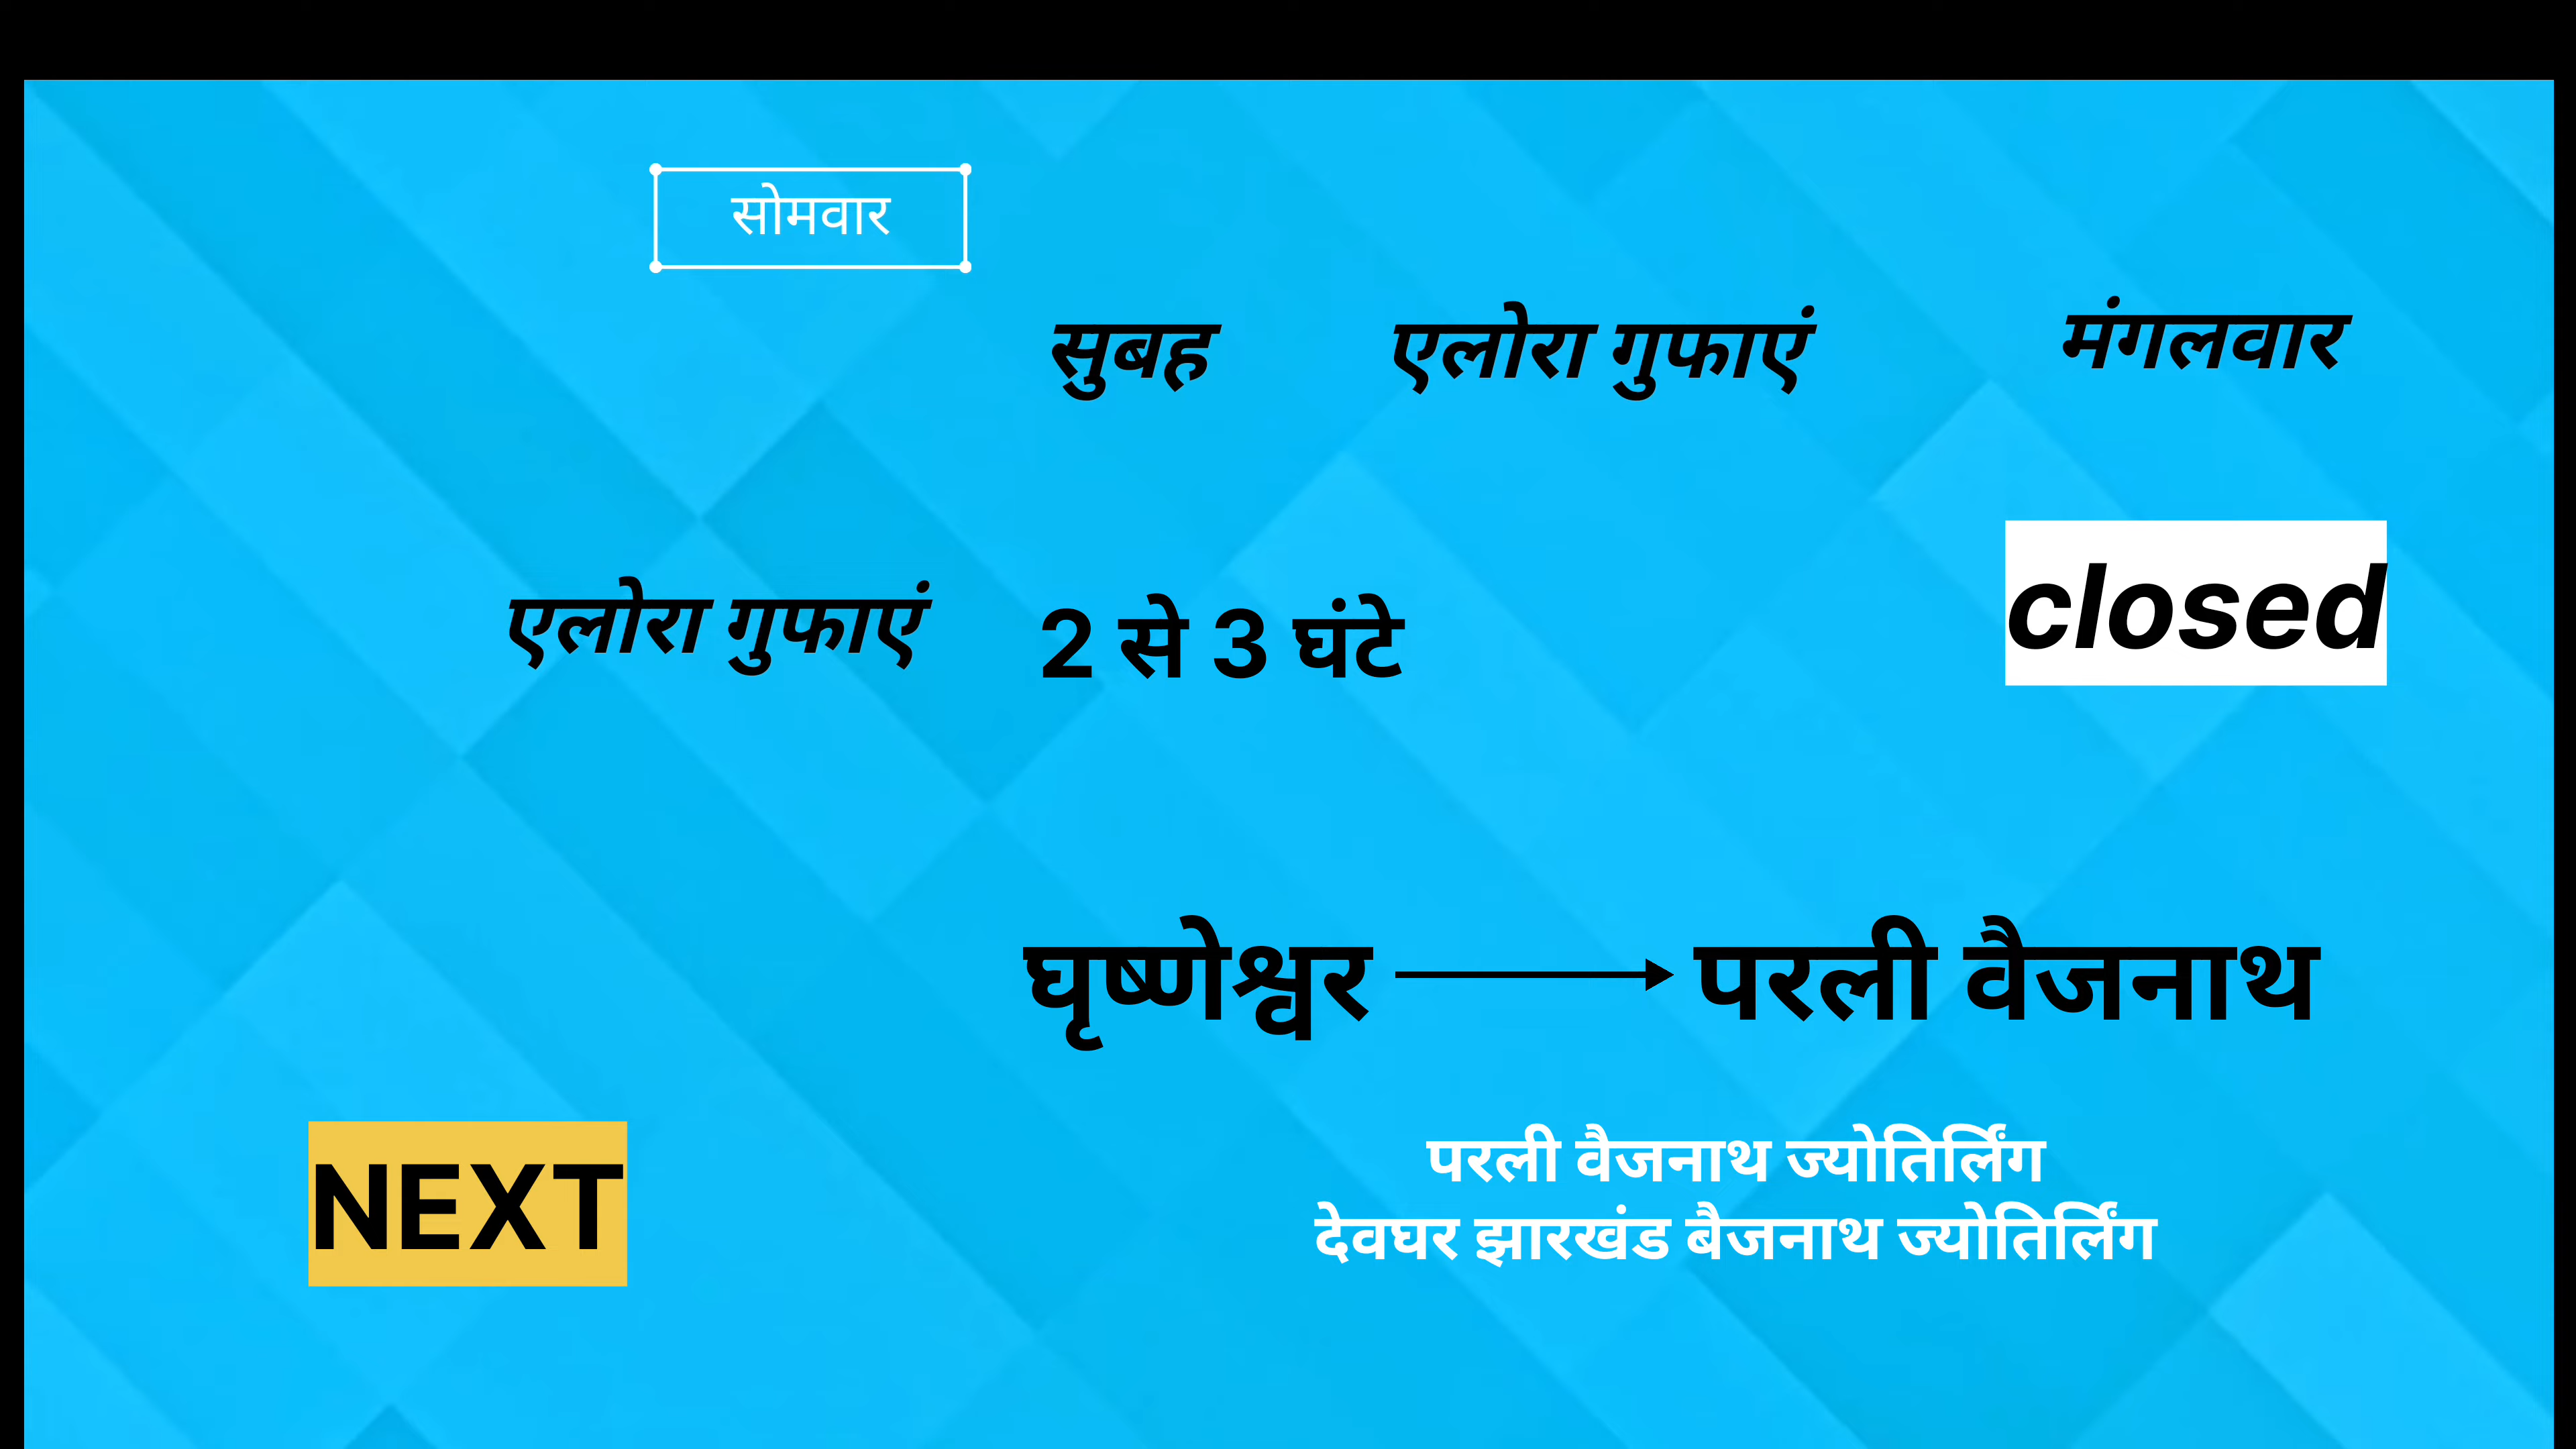 सोमवार
सुबह एलोरा गुफाएं मंगलवार
एलोरा गुफाएं 2 से 3 घंटे closed
घृष्णेश्वर परली वैजनाथ
NEXT
परली वैजनाथ ज्योतिर्लिंग
देवघर झारखंड बैजनाथ ज्योतिर्लिंग